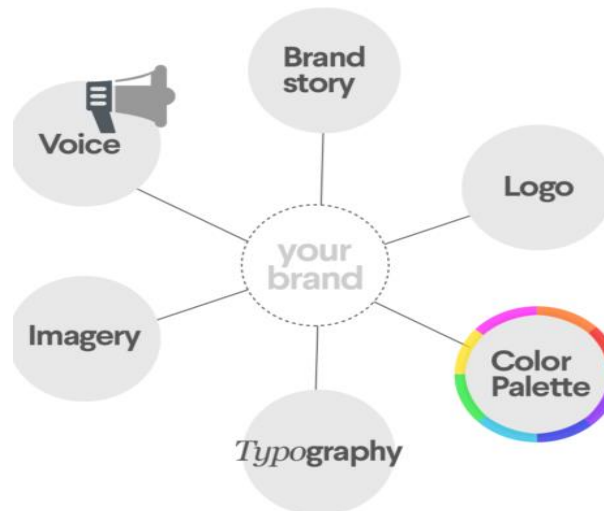 Brand
story
Voice
Logo
your
brand
Imagery
Color
Palette
Typography